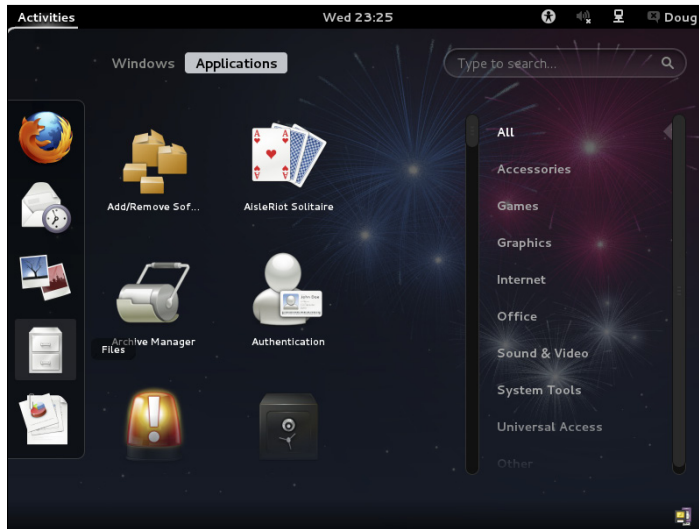 Activities
Wed 23:25
Doug
Windows
Applications
Type to search...
Add/Remove Sof...
AisleRiot Solitaire
Archive Manager
Authentication
Files
All
Accessories
Games
Graphics
Internet
Office
Sound & Video
System Tools
Universal Access
Other